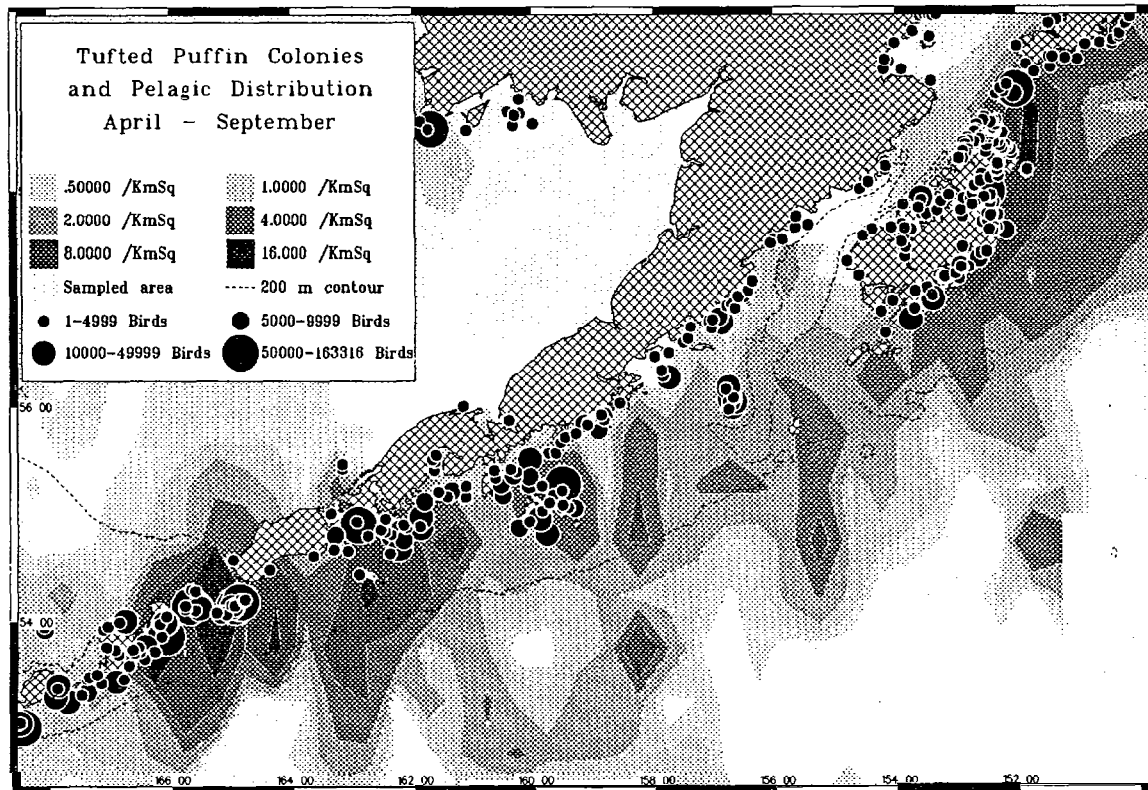 Tufted Puffin Colonies
and Pelagic Distribution
April - September
.50000 /KmSq
1.0000 /KmSq
2.0000 /KmSq
4.0000 /KmSq
8.0000 /KmSq
16.000 /KmSq
Sampled area
200 m contour
1-4999 Birds
5000-9999 Birds
10000-49999 Birds
50000-163316 Birds
56 00
54 00
166 00
164 00
162 00
160 00
158 00
156 00
154 00
152 00